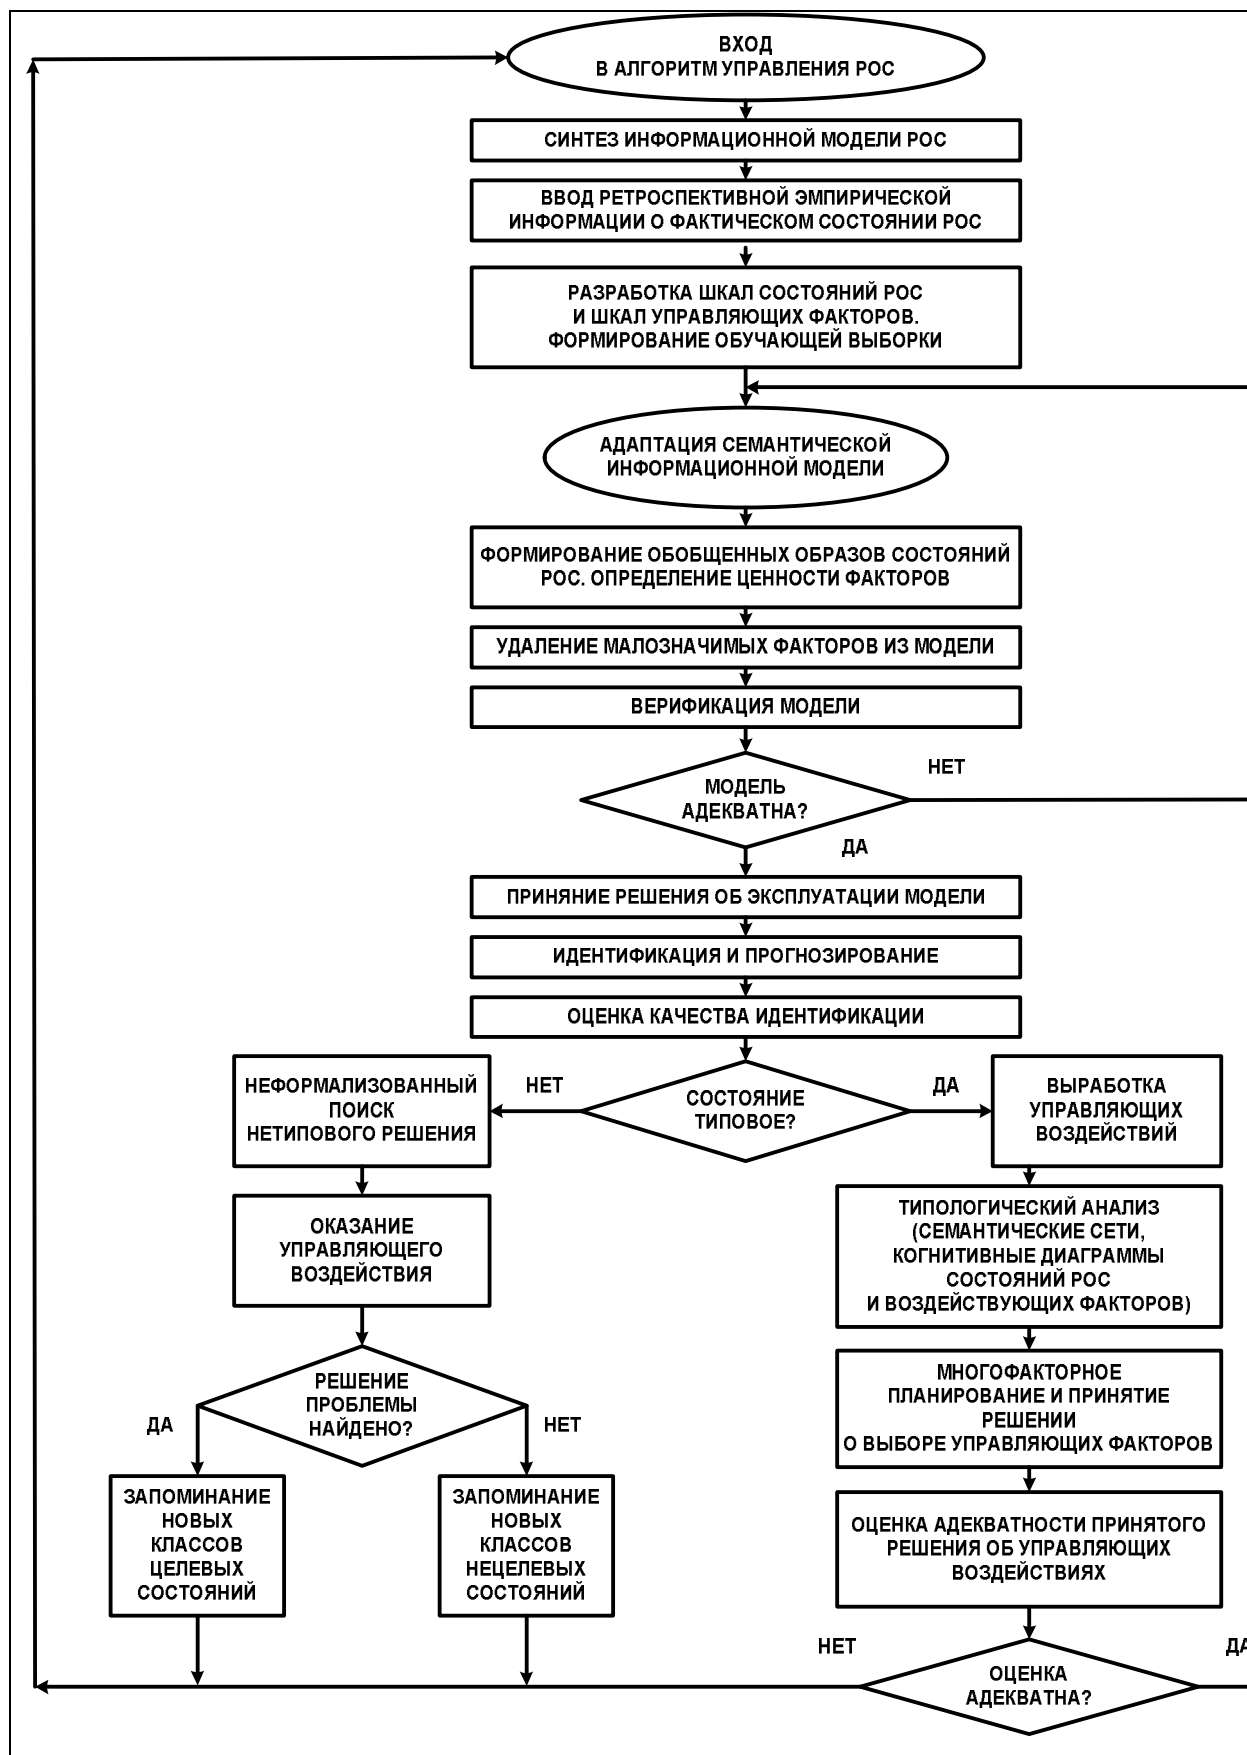 ВХОД
В АЛГОРИТМ УПРАВЛЕНИЯ РОС
СИНТЕЗ ИНФОРМАЦИОННОЙ МОДЕЛИ РОС
ВВОД РЕТРОСПЕКТИВНОЙ ЭМПИРИЧЕСКОЙ
ИНФОРМАЦИИ О ФАКТИЧЕСКОМ СОСТОЯНИИ РОС
РАЗРАБОТКА ШКАЛ СОСТОЯНИЙ РОС
И ШКАЛ УПРАВЛЯЮЩИХ ФАКТОРОВ.
ФОРМИРОВАНИЕ ОБУЧАЮЩЕЙ ВЫБОРКИ
АДАПТАЦИЯ СЕМАНТИЧЕСКОЙ
ИНФОРМАЦИОННОЙ МОДЕЛИ
ФОРМИРОВАНИЕ ОБОБЩЕННЫХ ОБРАЗОВ СОСТОЯНИЙ
РОС. ОПРЕДЕЛЕНИЕ ЦЕННОСТИ ФАКТОРОВ
УДАЛЕНИЕ МАЛОЗНАЧИМЫХ ФАКТОРОВ ИЗ МОДЕЛИ
ВЕРИФИКАЦИЯ МОДЕЛИ
МОДЕЛЬ
АДЕКВАТНА?
НЕТ
ДА
ПРИНЯНИЕ РЕШЕНИЯ ОБ ЭКСПЛУАТАЦИИ МОДЕЛИ
ИДЕНТИФИКАЦИЯ И ПРОГНОЗИРОВАНИЕ
ОЦЕНКА КАЧЕСТВА ИДЕНТИФИКАЦИИ
СОСТОЯНИЕ
ТИПОВОЕ?
НЕТ
ДА
НЕФОРМАЛИЗОВАННЫЙ
ПОИСК
НЕТИПОВОГО РЕШЕНИЯ
ОКАЗАНИЕ
УПРАВЛЯЮЩЕГО
ВОЗДЕЙСТВИЯ
РЕШЕНИЕ
ПРОБЛЕМЫ
НАЙДЕНО?
ДА
НЕТ
ЗАПОМИНАНИЕ
НОВЫХ
КЛАССОВ
ЦЕЛЕВЫХ
СОСТОЯНИЙ
ЗАПОМИНАНИЕ
НОВЫХ
КЛАССОВ
НЕЦЕЛЕВЫХ
СОСТОЯНИЙ
ВЫРАБОТКА
УПРАВЛЯЮЩИХ
ВОЗДЕЙСТВИЙ
ТИПОЛОГИЧЕСКИЙ АНАЛИЗ
(СЕМАНТИЧЕСКИЕ СЕТИ,
КОГНИТИВНЫЕ ДИАГРАММЫ
СОСТОЯНИЙ РОС
И ВОЗДЕЙСТВУЮЩИХ ФАКТОРОВ)
МНОГОФАКТОРНОЕ
ПЛАНИРОВАНИЕ И ПРИНЯТИЕ
РЕШЕНИИ
О ВЫБОРЕ УПРАВЛЯЮЩИХ ФАКТОРОВ
ОЦЕНКА АДЕКВАТНОСТИ ПРИНЯТОГО
РЕШЕНИЯ ОБ УПРАВЛЯЮЩИХ
ВОЗДЕЙСТВИЯХ
НЕТ
ДА
ОЦЕНКА
АДЕКВАТНА?